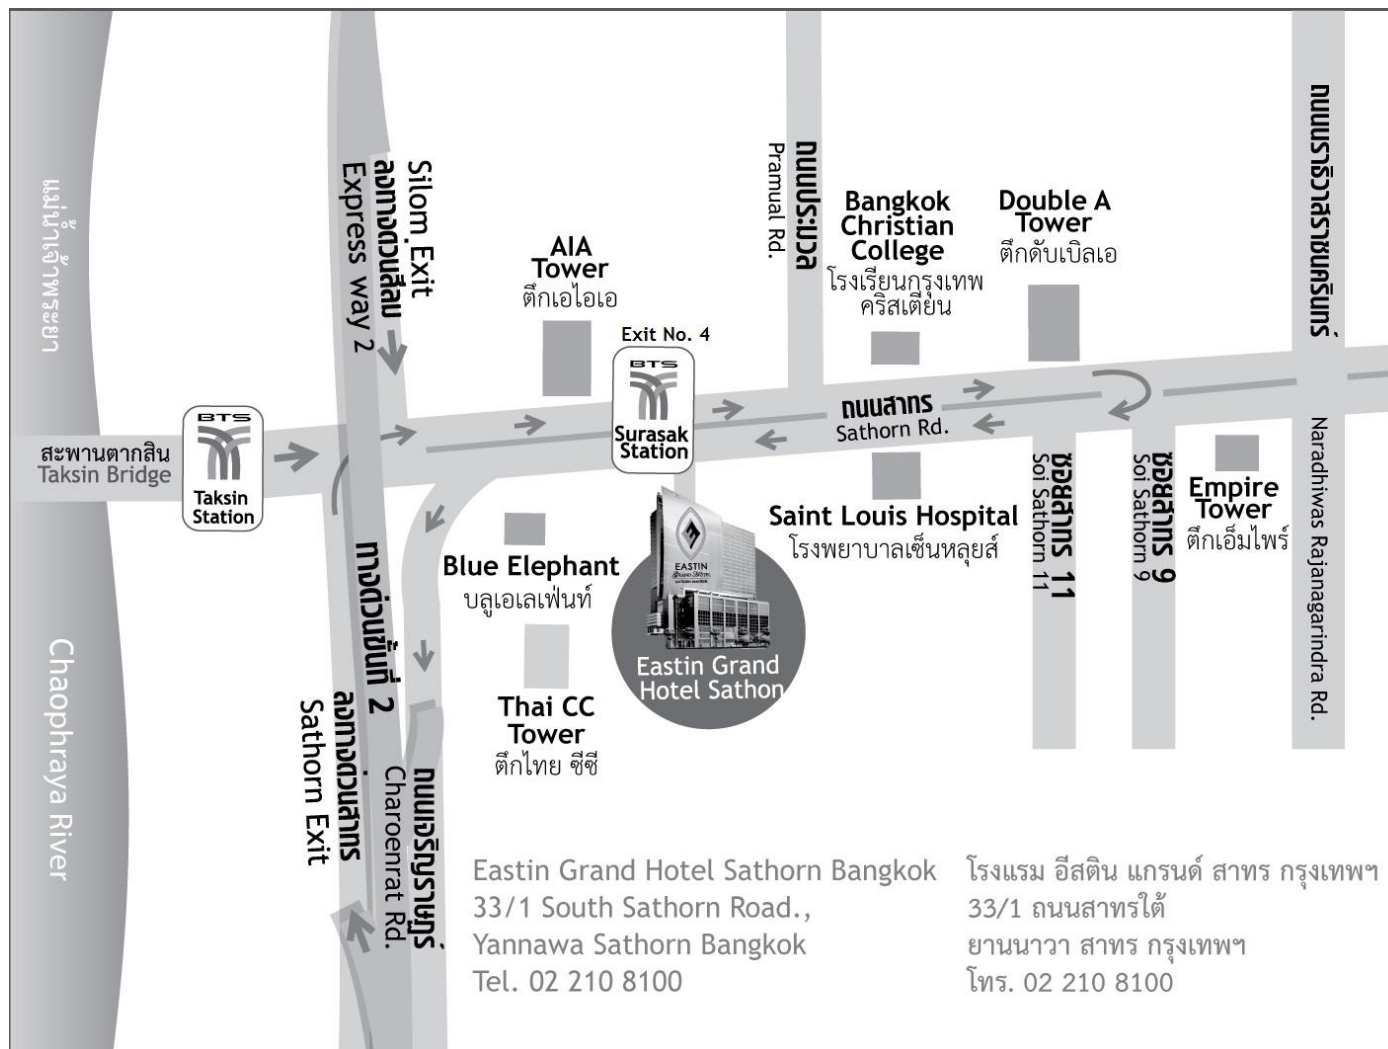 แม่น้ำเจ้าพระยา
Chaophraya River
สะพานตากสิน
Taksin Bridge
BTS
Taksin
Station
Silom Exit
ลงทางด่วนสีลม
Express way 2
ทางด่วนขั้นที่ 2
ลงทางด่วนสาทร
Sathorn Exit
ถนนเจริญราษฎร์
Charoenrat Rd.
AIA
Tower
ตึกเอไอเอ
Exit No. 4
BTS
Surasak
Station
ถนนประมวล
Pramual Rd.
Bangkok
Christian
College
โรงเรียนกรุงเทพ
คริสเตียน
Double A
Tower
ตึกดับเบิลเอ
ถนนนราธิวาสราชนครินทร์
Naradhiwas Rajanagarindra Rd.
ถนนสาทร
Sathorn Rd.
Blue Elephant
บลูเอเลเฟ่นท์
Thai CC
Tower
ตึกไทย ซีซี
EASTIN
GRAND HOTEL
SATHORN BANGKOK
Eastin Grand
Hotel Sathon
Saint Louis Hospital
โรงพยาบาลเซ็นหลุยส์
ซอยสาทร 11
Soi Sathorn 11
ซอยสาทร 9
Soi Sathorn 9
Empire
Tower
ตึกเอ็มไพร์
Eastin Grand Hotel Sathorn Bangkok
33/1 South Sathorn Road.,
Yannawa Sathorn Bangkok
Tel. 02 210 8100
โรงแรม อีสติน แกรนด์ สาทร กรุงเทพฯ
33/1 ถนนสาทรใต้
ยานนาวา สาทร กรุงเทพฯ
โทร. 02 210 8100